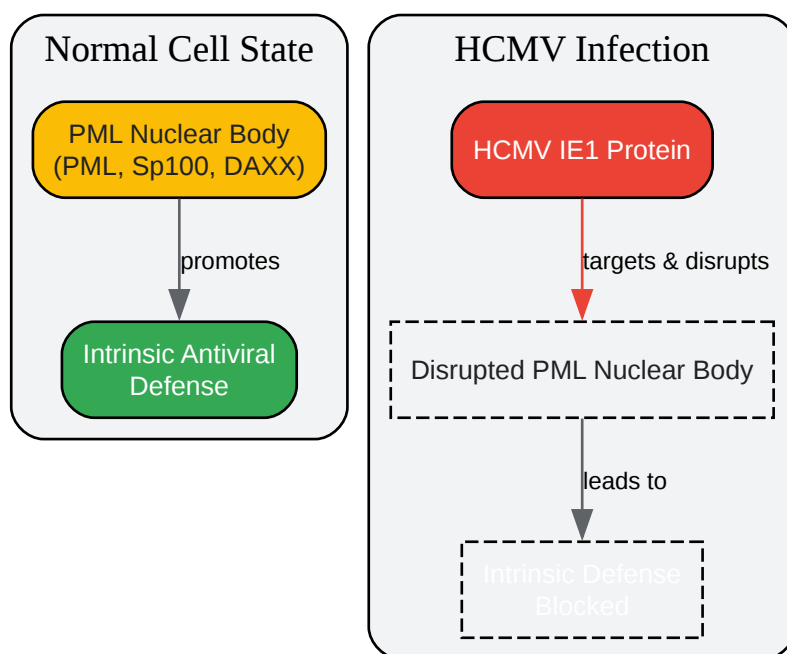 Normal Cell State
PML Nuclear Body
(PML, Sp100, DAXX)
promotes
Intrinsic Antiviral
Defense
HCMV Infection
HCMV IE1 Protein
targets & disrupts
Disrupted PML Nuclear Body
leads to
Intrinsic Defense
Blocked